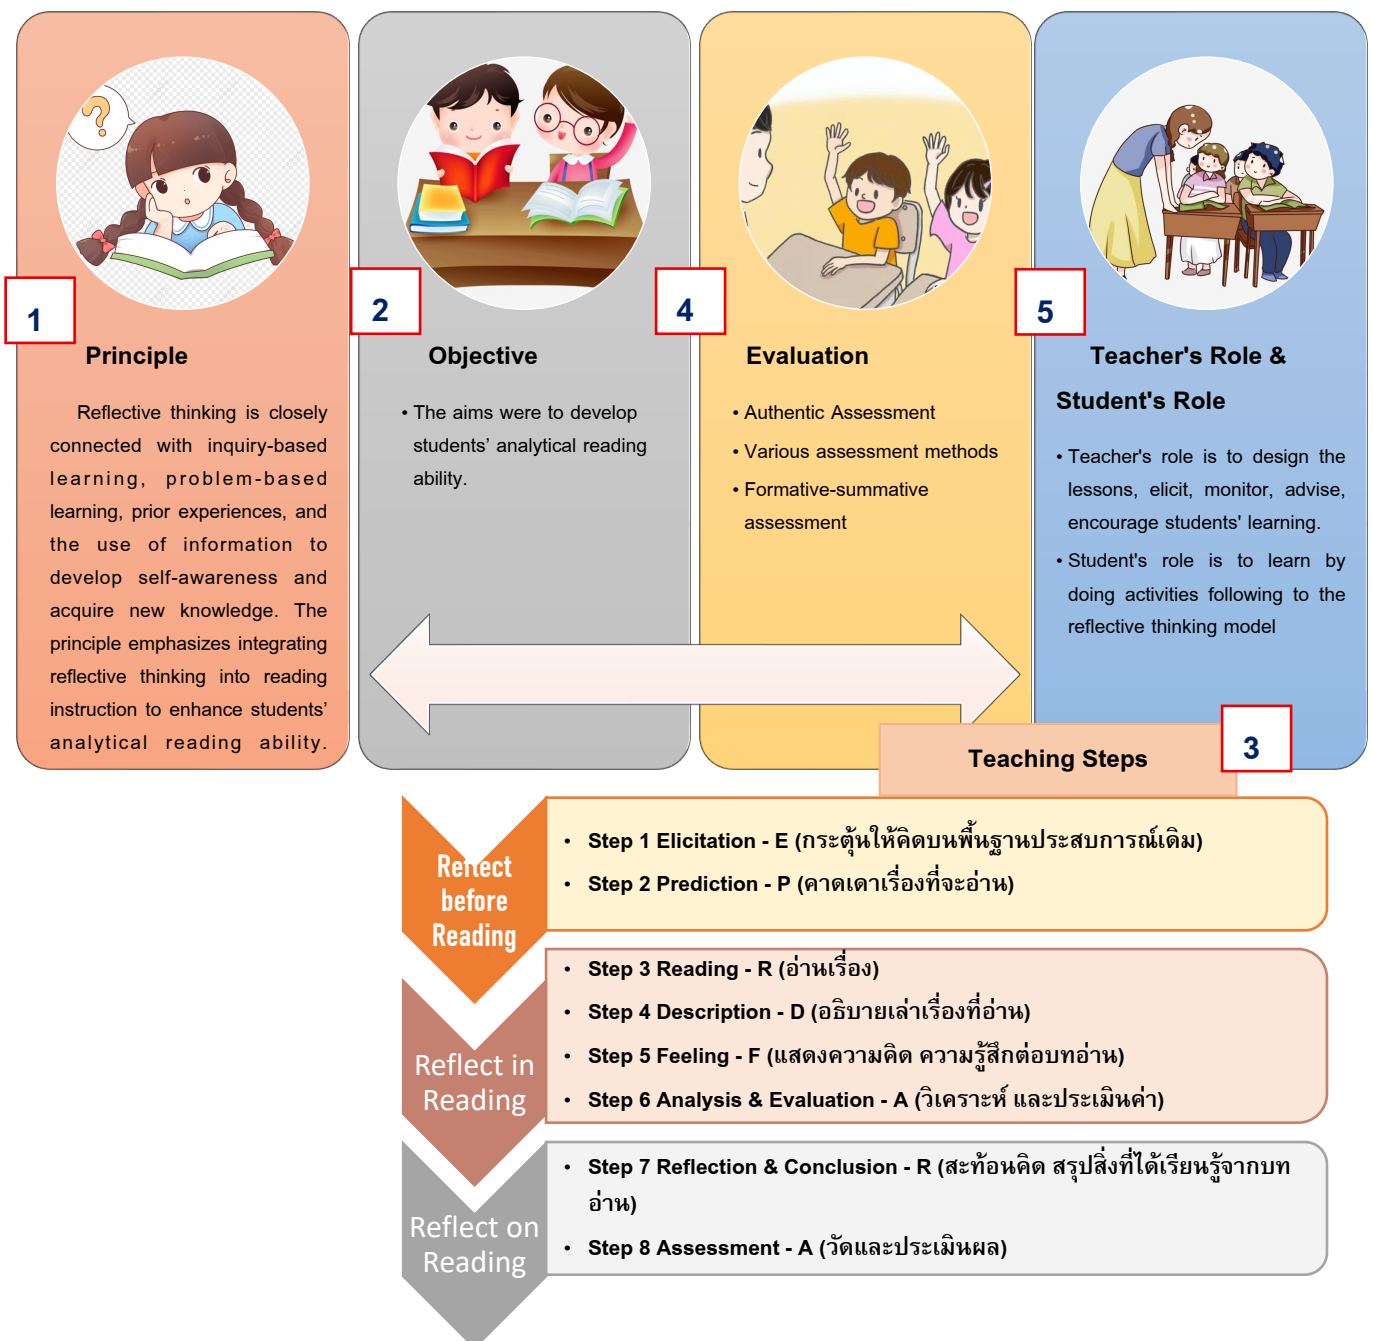 ?
1
Principle
Reflective thinking is closely
connected with inquiry-based
learning, problem-based
learning, prior experiences, and
the use of information to
develop self-awareness and
acquire new knowledge. The
principle emphasizes integrating
reflective thinking into reading
instruction to enhance students’
analytical reading ability.
2
Objective
• The aims were to develop
students’ analytical reading
ability.
4
Evaluation
• Authentic Assessment
• Various assessment methods
• Formative-summative
assessment
5
Teacher's Role &
Student's Role
• Teacher's role is to design the
lessons, elicit, monitor, advise,
encourage students' learning.
• Student's role is to learn by
doing activities following to the
reflective thinking model
Teaching Steps
3
Reflect
before
Reading
• Step 1 Elicitation - E (กระตุ้นให้คิดบนพื้นฐานประสบการณ์เดิม)
• Step 2 Prediction - P (คาดเดาเรื่องที่จะอ่าน)
Reflect in
Reading
• Step 3 Reading - R (อ่านเรื่อง)
• Step 4 Description - D (อธิบายเล่าเรื่องที่อ่าน)
• Step 5 Feeling - F (แสดงความคิด ความรู้สึกต่อบทอ่าน)
• Step 6 Analysis & Evaluation - A (วิเคราะห์ และประเมินค่า)
Reflect on
Reading
• Step 7 Reflection & Conclusion - R (สะท้อนคิด สรุปสิ่งที่ได้เรียนรู้จากบท
อ่าน)
• Step 8 Assessment - A (วัดและประเมินผล)